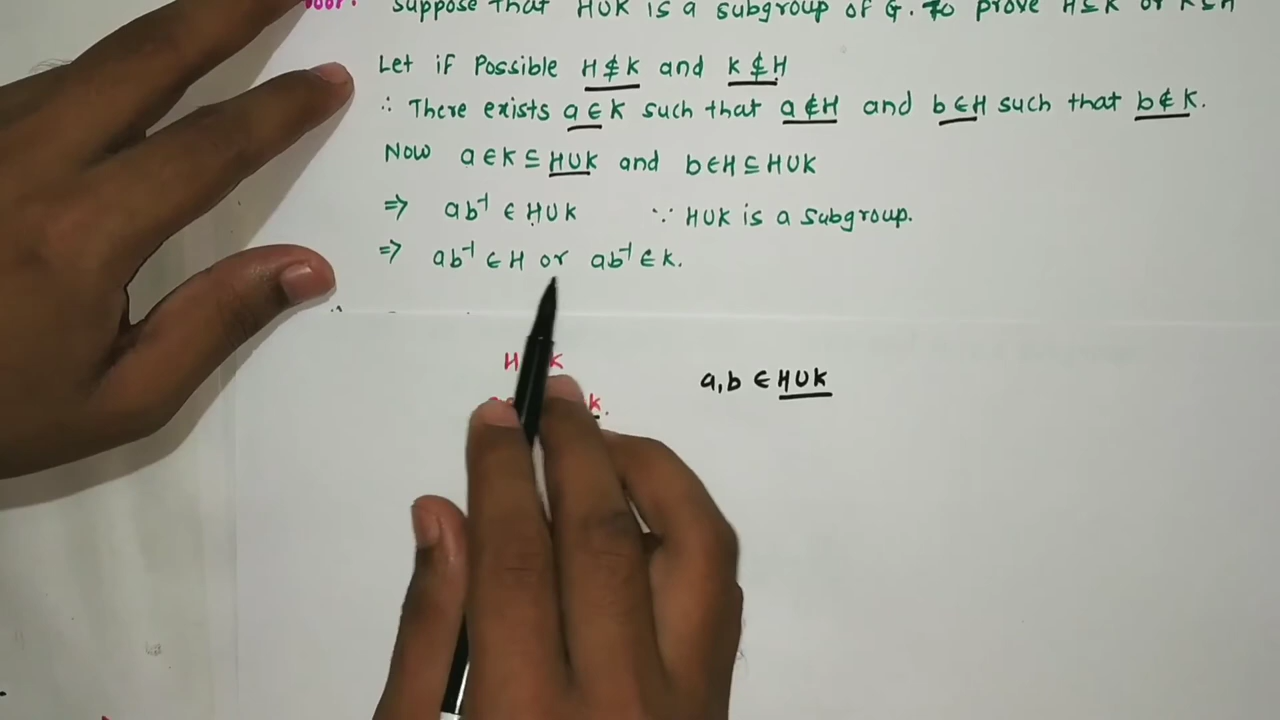 Suppose that HUK is a subgroup of G. To prove H⊆K or K⊆H
Let if Possible H⊈K and K⊈H
∴ There exists a∈K such that a∉H and b∈H such that b∉K.
Now a∈K⊆HUK and b∈H⊆HUK
⇒ ab⁻¹ ∈ HUK ∵ HUK is a subgroup.
⇒ ab⁻¹ ∈ H or ab⁻¹ ∈ K.
H K
a,b ∈ HUK
K.